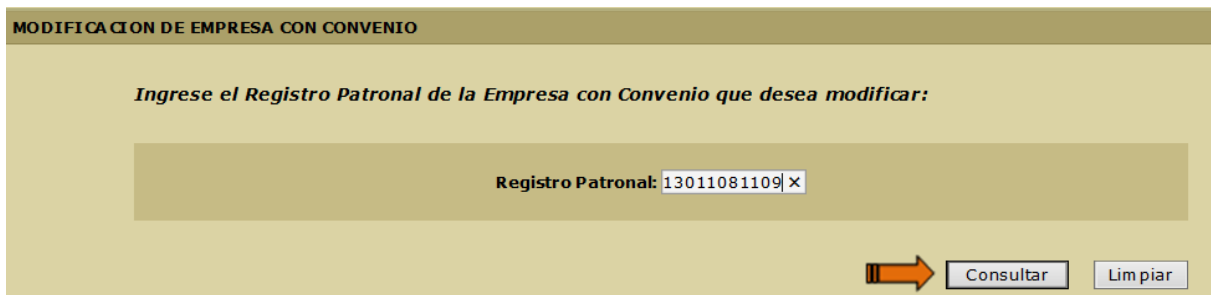 MODIFICACION DE EMPRESA CON CONVENIO
Ingrese el Registro Patronal de la Empresa con Convenio que desea modificar:
Registro Patronal: 13011081109 ×
Consultar Limpiar